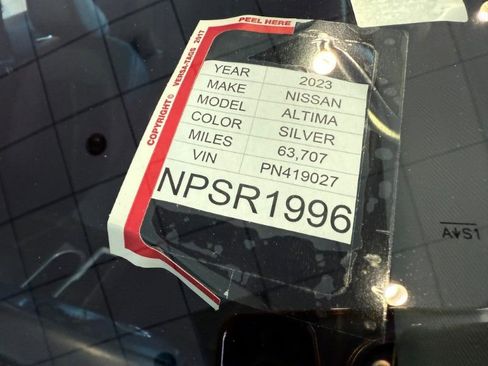 PEEL HERE
COPYRIGHT© VERSA-TAGS 2017
YEAR 2023
MAKE NISSAN
MODEL ALTIMA
COLOR SILVER
MILES 63,707
VIN PN419027
NPSR1996
A↓S1